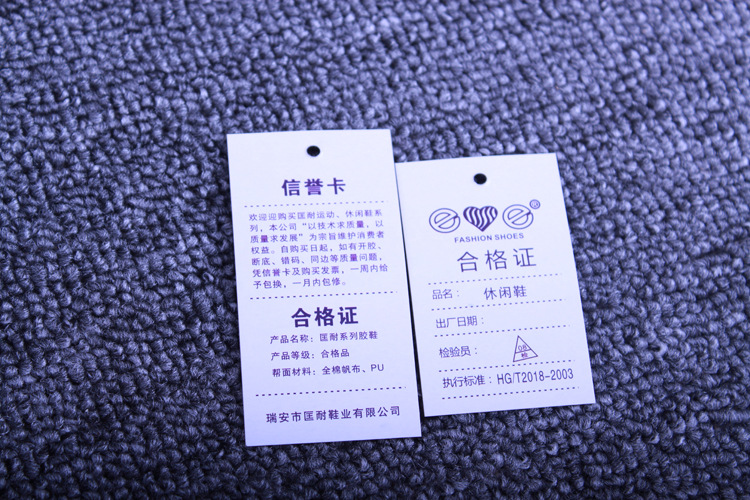 信誉卡
欢迎迎购买匡耐运动、休闲鞋系
列，本公司“以技术求质量，以
质量求发展”为宗旨维护消费者
权益。自购买日起，如有开胶、
断底、错码、同边等质量问题，
凭信誉卡及购买发票，一周内给
予包换，一月内包修。
合格证
产品名称：匡耐系列胶鞋
产品等级：合格品
帮面材料：全棉帆布、PU
瑞安市匡耐鞋业有限公司
®
FASHION SHOES
合格证
品名：休闲鞋
出厂日期：
检验员：
08
检
执行标准：HG/T2018-2003